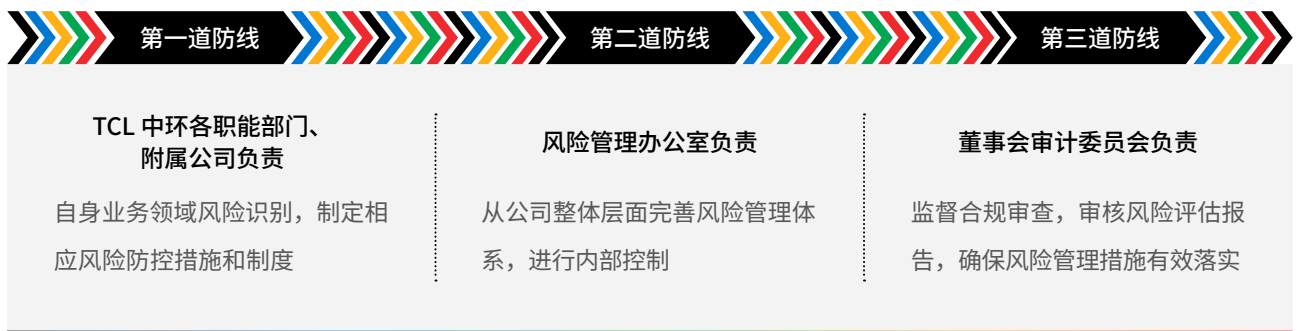 第一道防线
第二道防线
第三道防线
TCL 中环各职能部门、
附属公司负责
自身业务领域风险识别，制定相
应风险防控措施和制度
风险管理办公室负责
从公司整体层面完善风险管理体
系，进行内部控制
董事会审计委员会负责
监督合规审查，审核风险评估报
告，确保风险管理措施有效落实